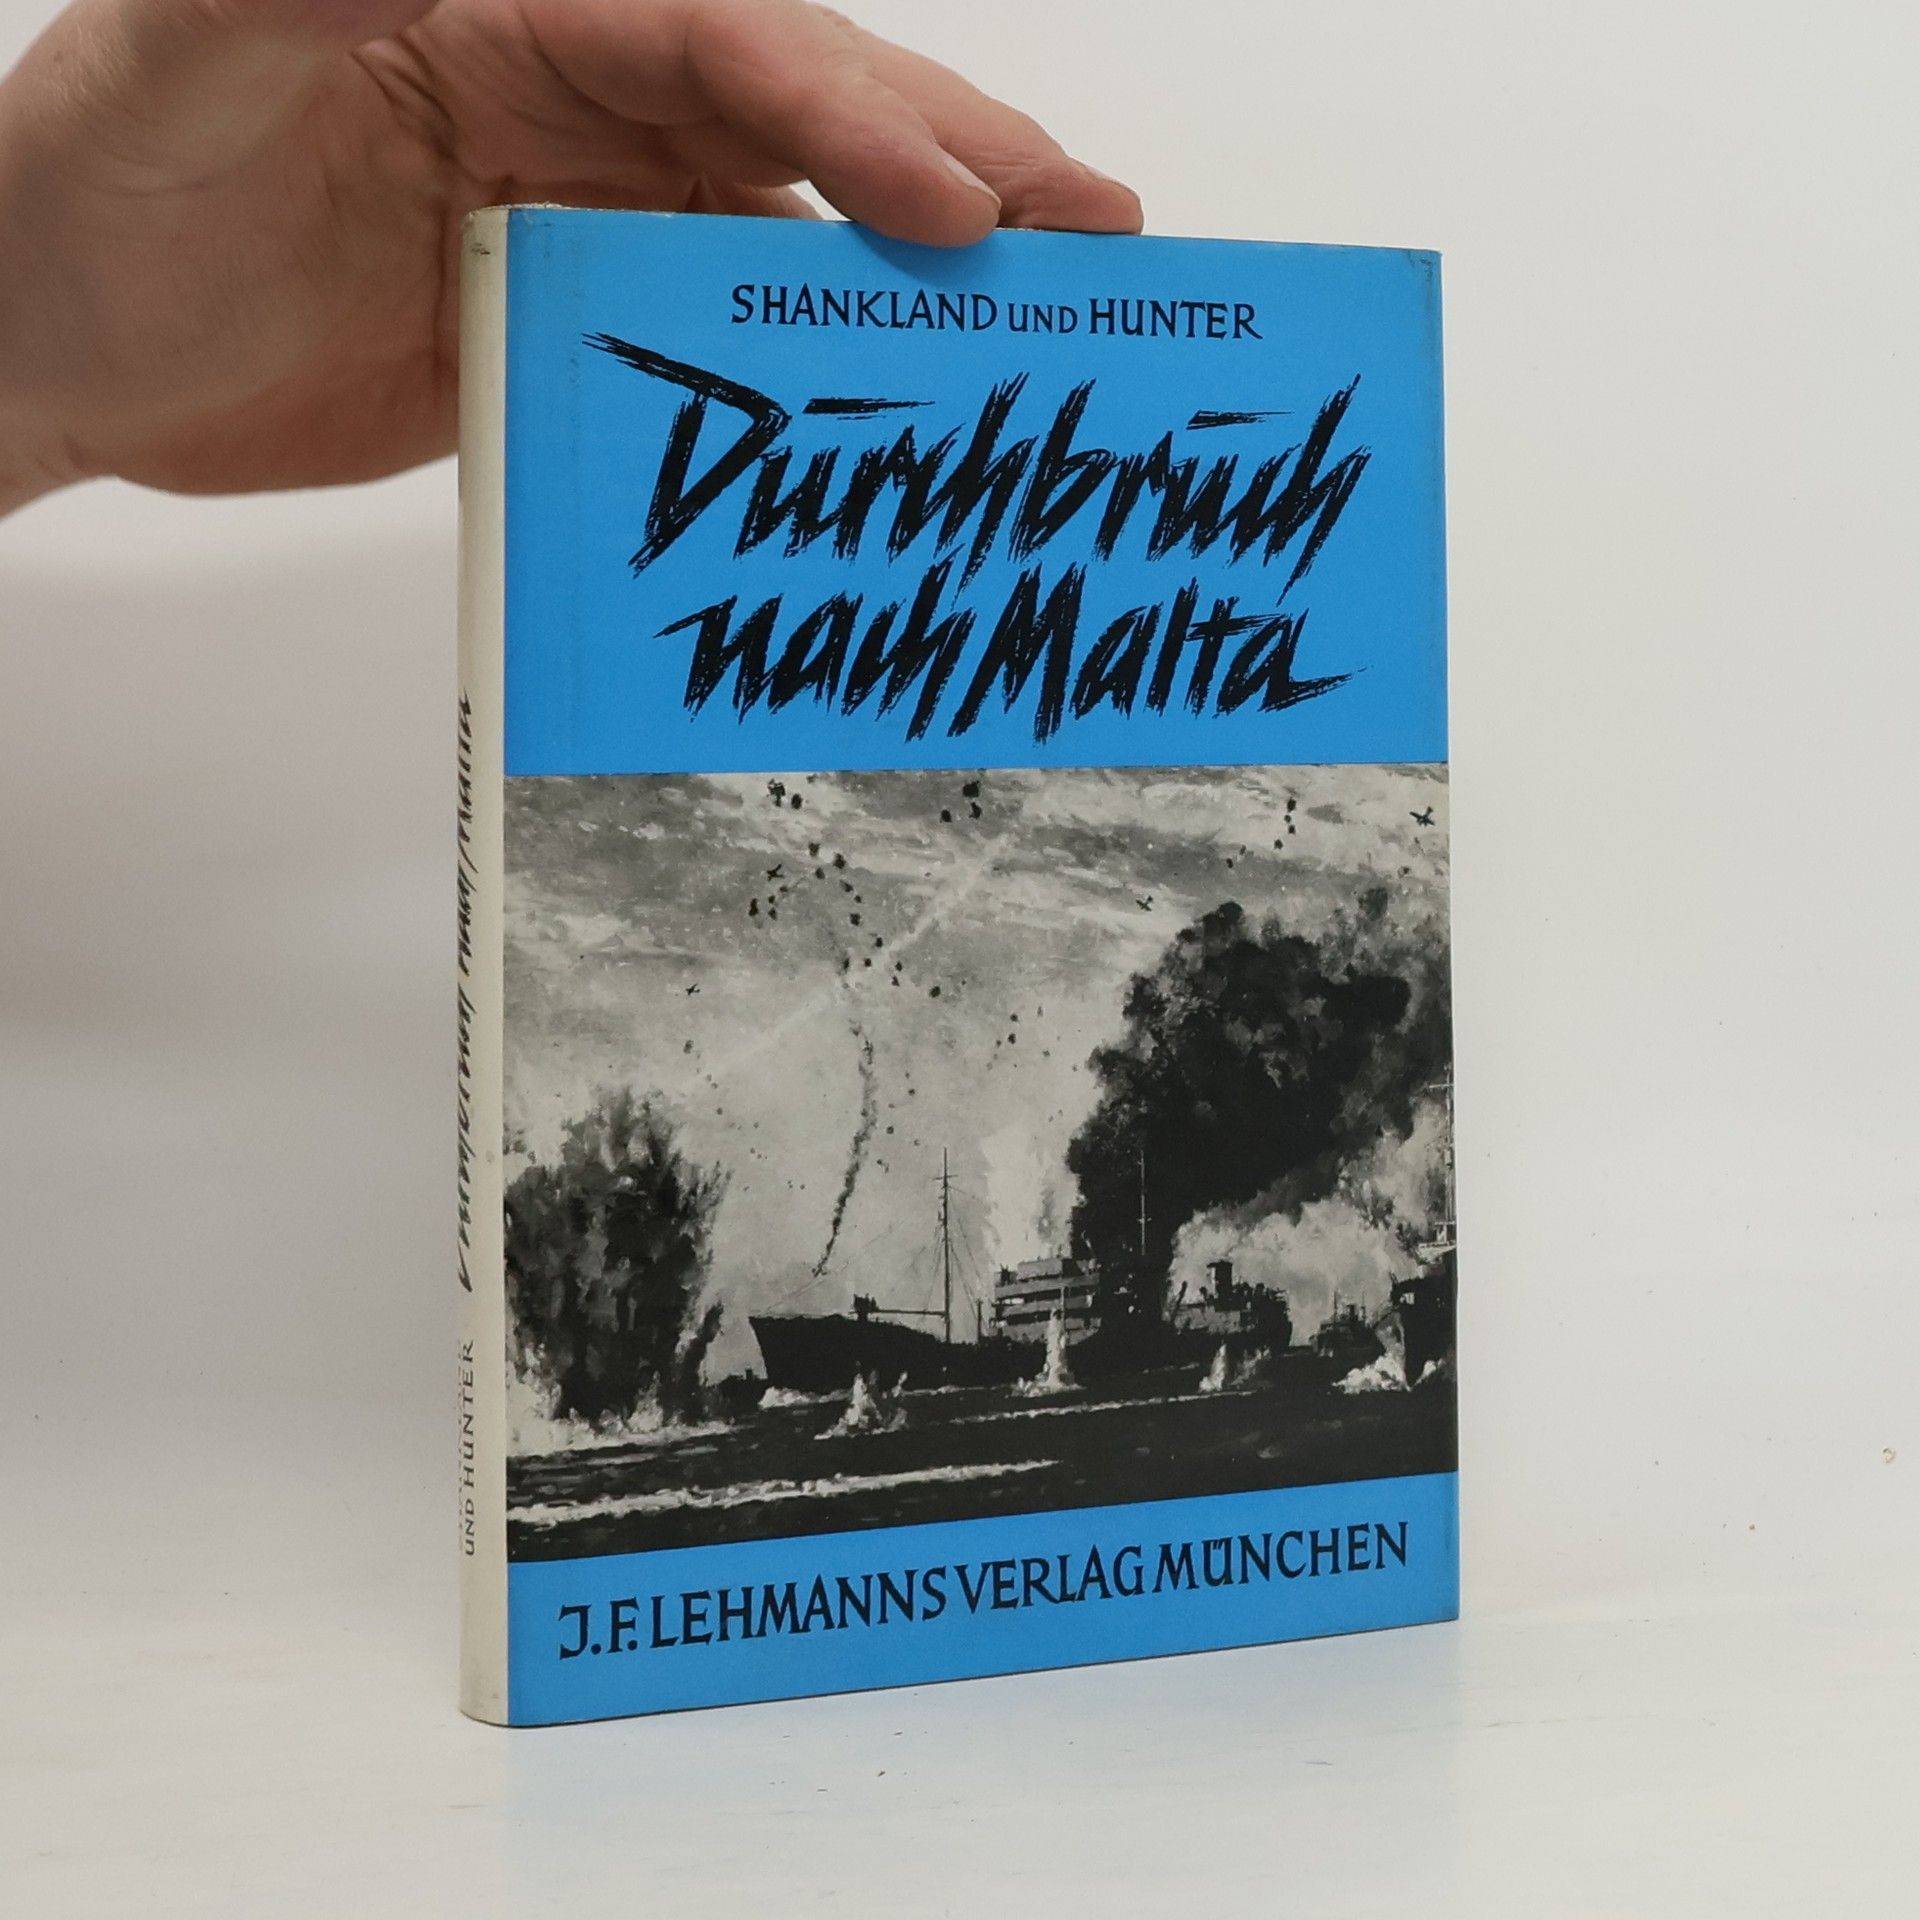 SHANKLAND UND HUNTER
Durchbruch
nach Malta
J.F. LEHMANNS VERLAG MÜNCHEN
UND HUNTER
Durchbruch nach Malta